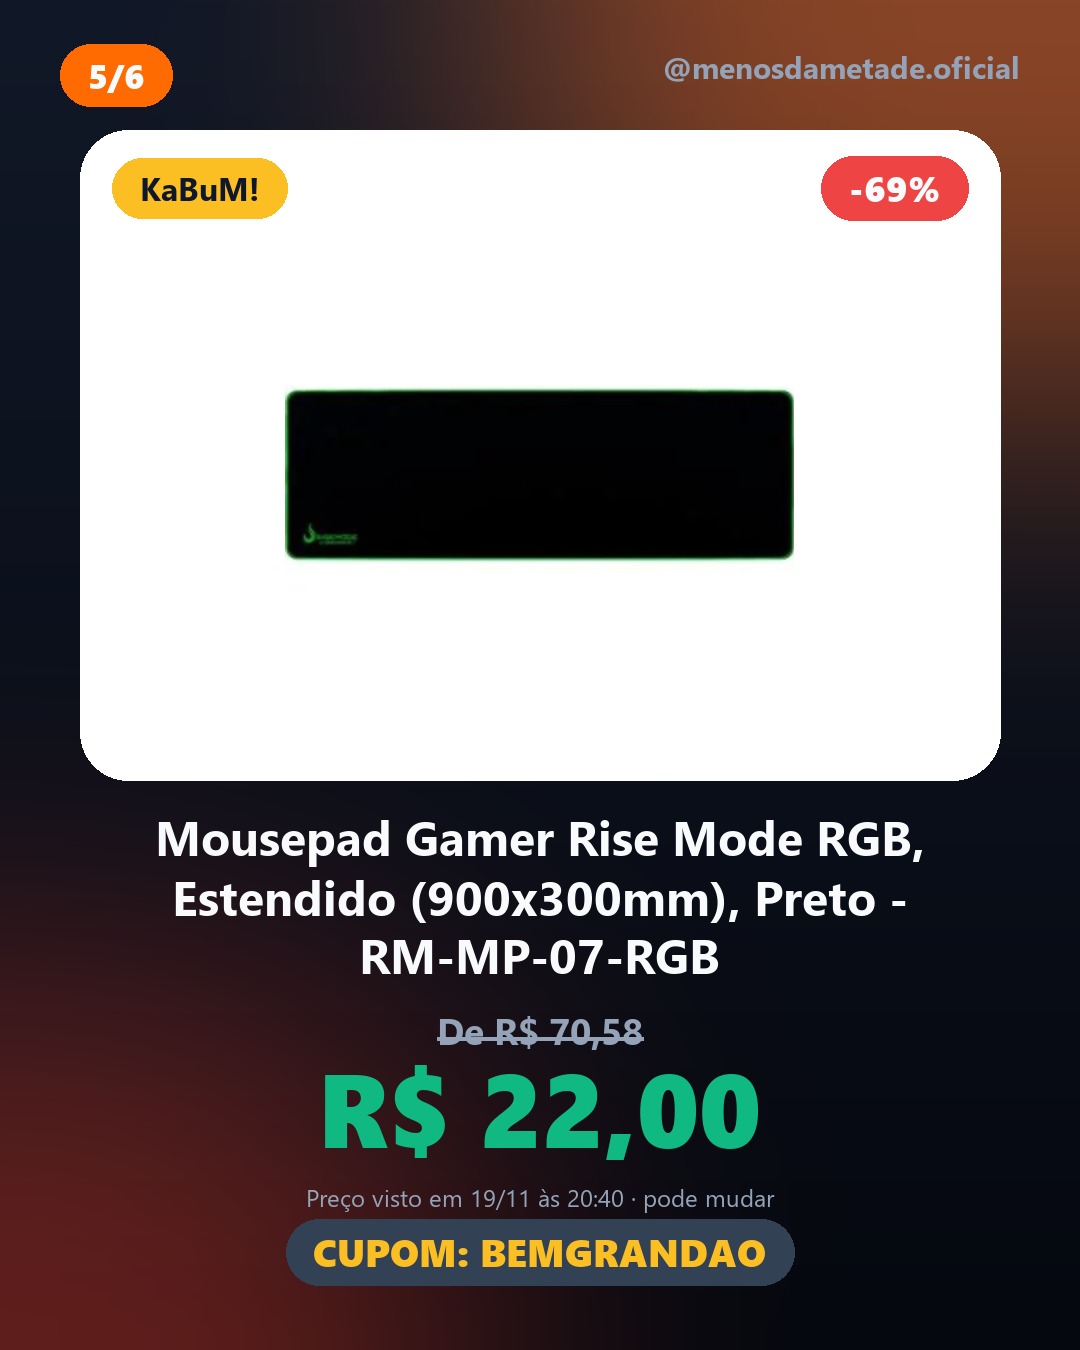 5/6
@menosdametade.oficial
KaBuM!
-69%
Mousepad Gamer Rise Mode RGB,
Estendido (900x300mm), Preto -
RM-MP-07-RGB
De R$ 70,58
R$ 22,00
Preço visto em 19/11 às 20:40 · pode mudar
CUPOM: BEMGRANDAO